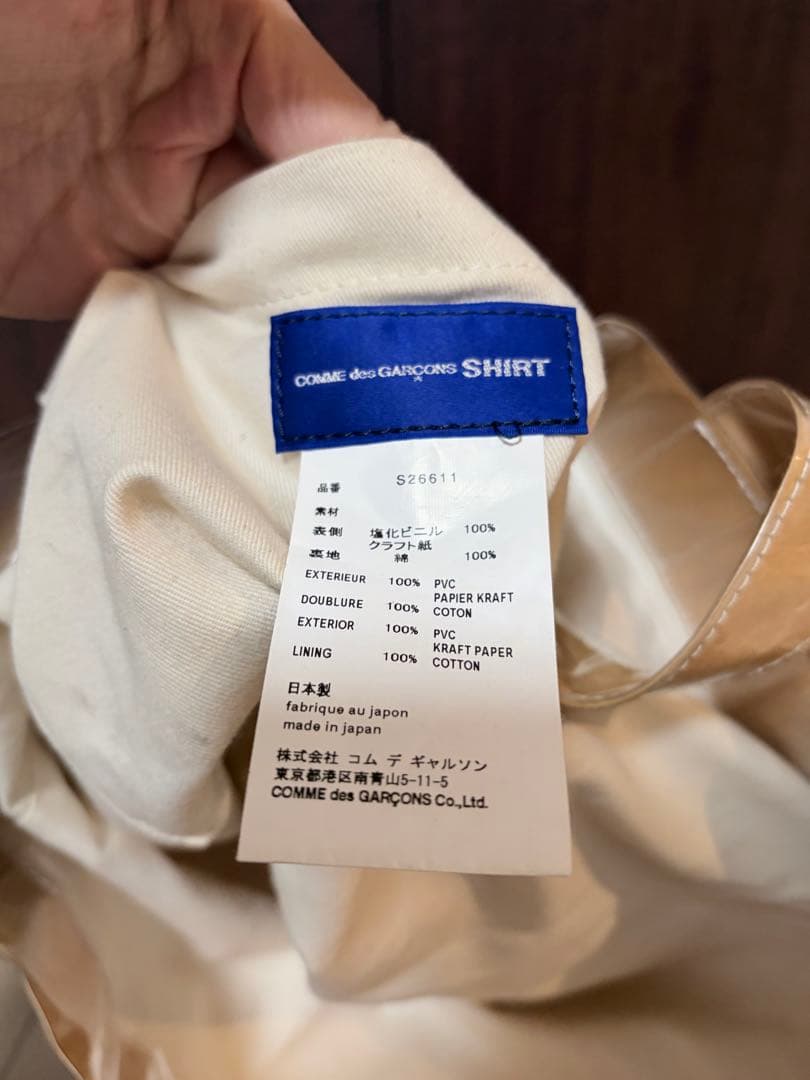 COMME des GARÇONS SHIRT
品番 S26611
素材
表側 塩化ビニル 100%
クラフト紙
裏地 綿 100%
EXTERIEUR 100% PVC
PAPIER KRAFT
DOUBLURE 100% COTON
EXTERIOR 100% PVC
KRAFT PAPER
LINING 100% COTTON
日本製
fabriqué au japon
made in japan
株式会社 コム デ ギャルソン
東京都港区南青山5-11-5
COMME des GARÇONS Co.,Ltd.